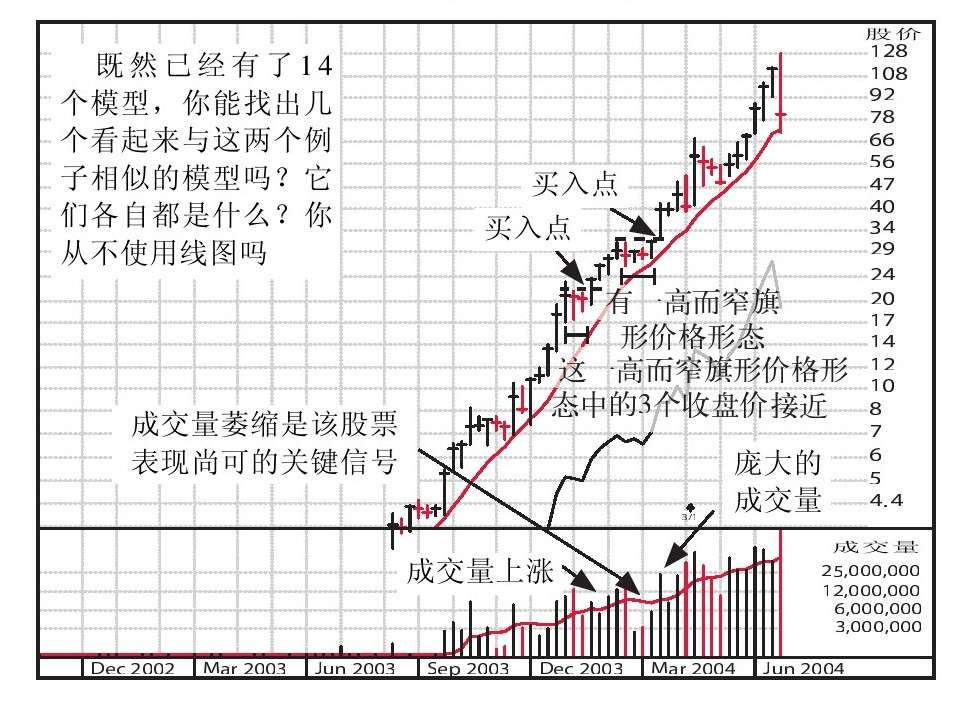 既然已经有了14
个模型，你能找出几
个看起来与这两个例
子相似的模型吗？它
们各自都是什么？你
从不使用线图吗
股价
128
108
92
78
66
56
47
40
34
29
24
20
17
14
12
10
8
7
6
5
4.4
买入点
买入点
有一高而窄旗
形价格形态
这一高而窄旗形价格形
态中的3个收盘价接近
成交量萎缩是该股票
表现尚可的关键信号
庞大的
成交量
3/1
成交量上涨
成交量
25,000,000
12,000,000
6,000,000
3,000,000
Dec 2002 Mar 2003 Jun 2003 Sep 2003 Dec 2003 Mar 2004 Jun 2004